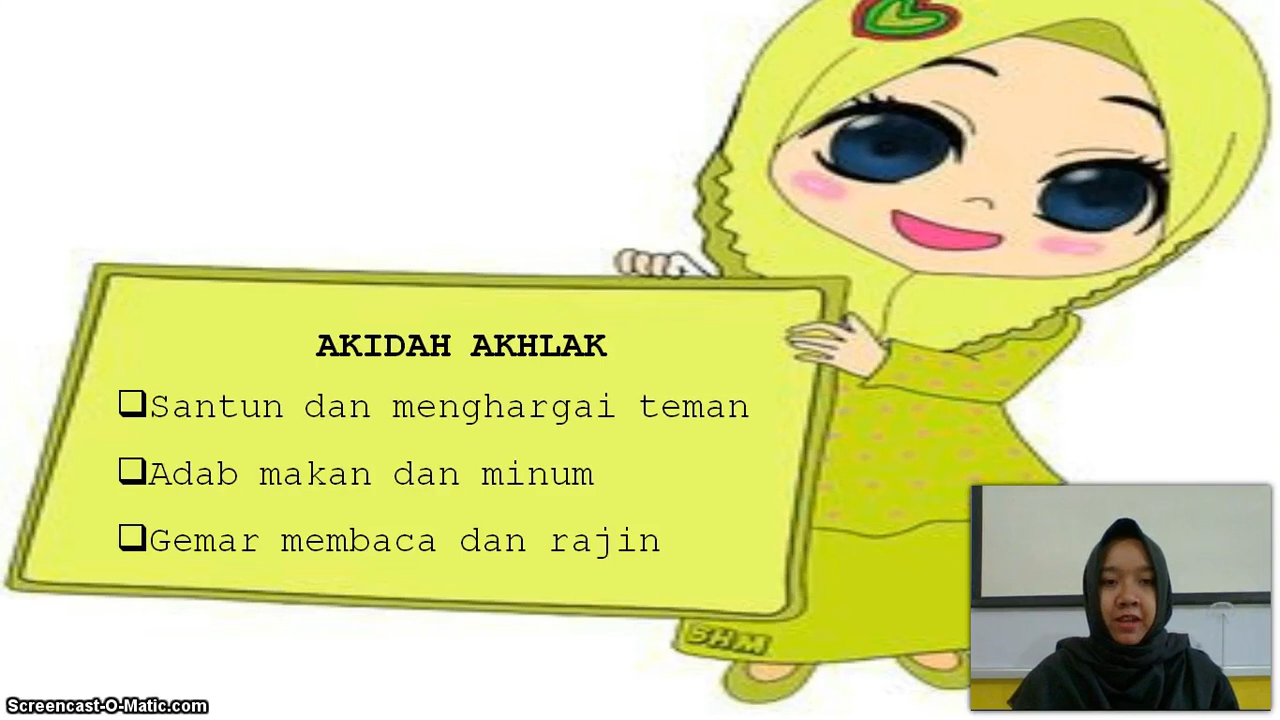 AKIDAH AKHLAK
❑Santun dan menghargai teman
❑Adab makan dan minum
❑Gemar membaca dan rajin
SHM
Screencast-O-Matic.com